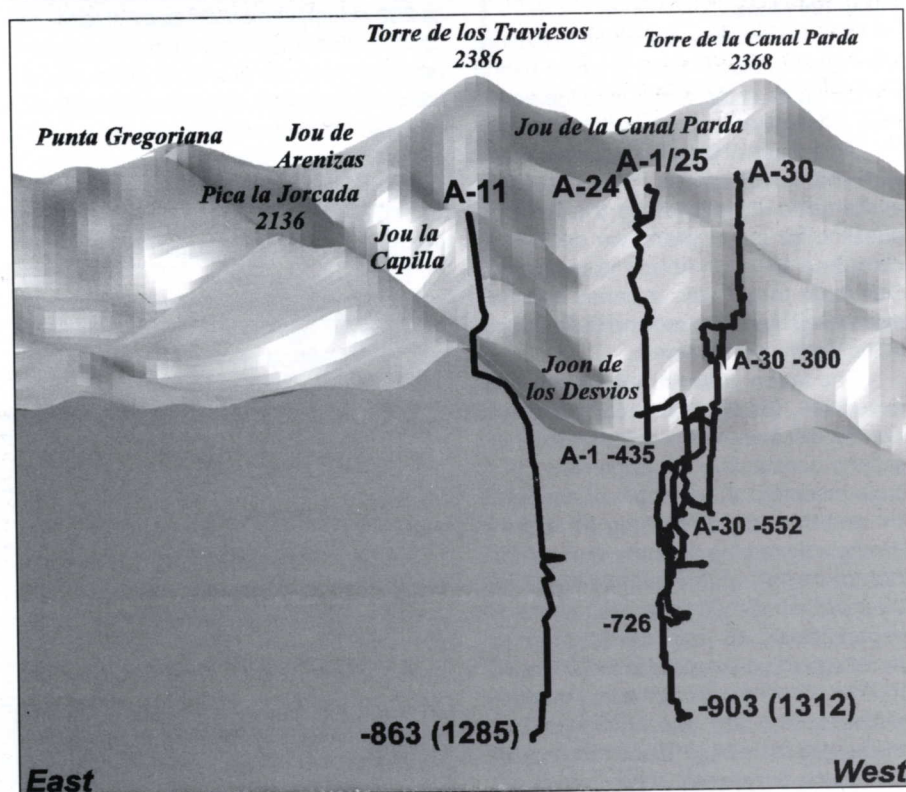 Torre de los Traviesos
2386
Torre de la Canal Parda
2368
Punta Gregoriana
Jou de
Arenizas
Jou de la Canal Parda
Pica la Jorcada
2136
A-11
A-24
A-1/25
A-30
Jou la
Capilla
Joon de
los Desvios
A-30 -300
A-1 -435
A-30 -552
-726
-863 (1285)
-903 (1312)
East
West